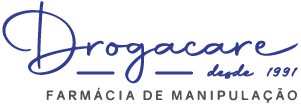 Drogacare
desde 1991
FARMÁCIA DE MANIPULAÇÃO